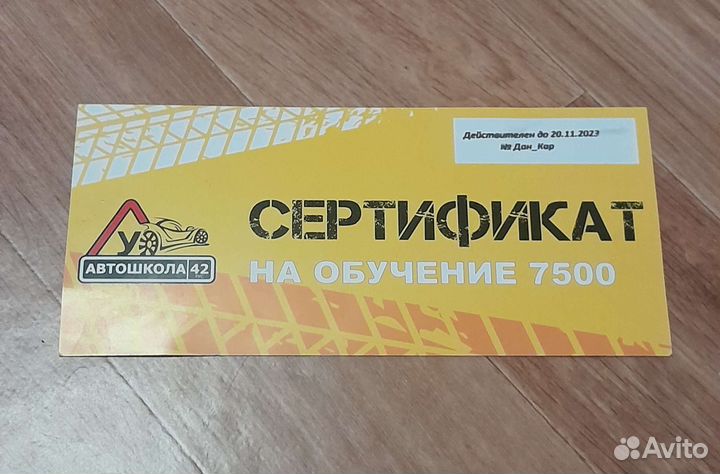 Действителен до 20.11.2023
№ Дан_Кар
СЕРТИФИКАТ
НА ОБУЧЕНИЕ 7500
У
АВТОШКОЛА 42
Avito